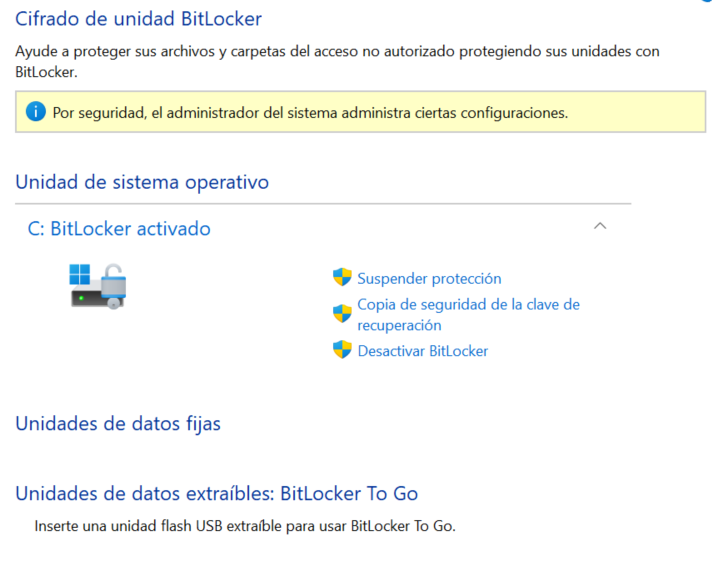 Cifrado de unidad BitLocker
Ayude a proteger sus archivos y carpetas del acceso no autorizado protegiendo sus unidades con
BitLocker.
Por seguridad, el administrador del sistema administra ciertas configuraciones.
Unidad de sistema operativo
C: BitLocker activado
Suspender protección
Copia de seguridad de la clave de
recuperación
Desactivar BitLocker
Unidades de datos fijas
Unidades de datos extraíbles: BitLocker To Go
Inserte una unidad flash USB extraíble para usar BitLocker To Go.